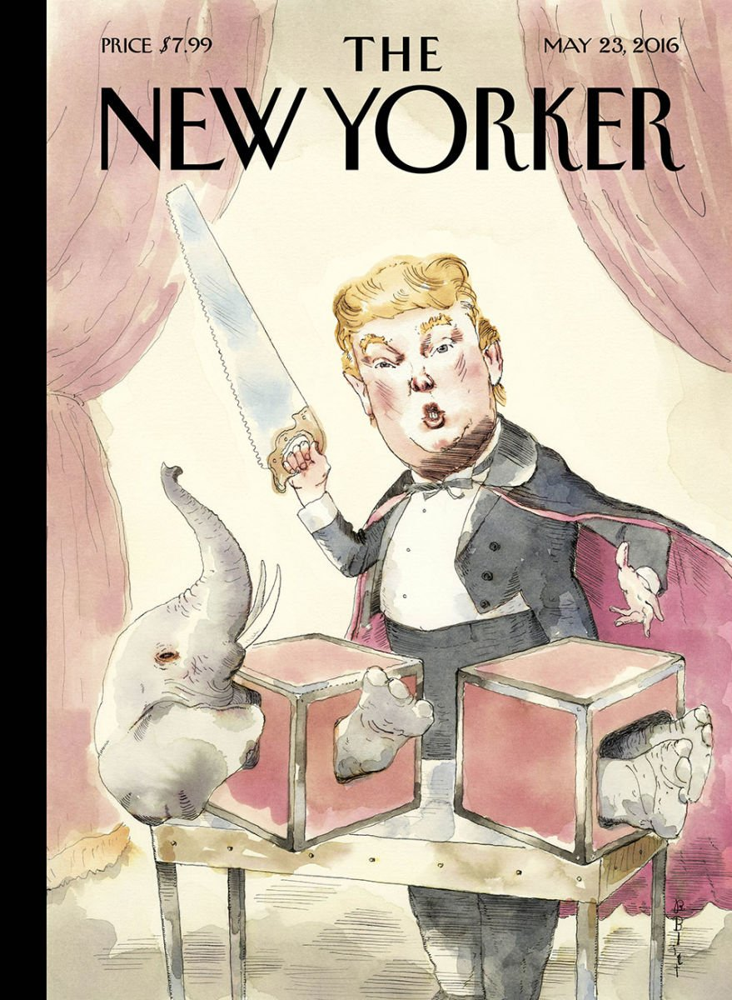 PRICE $7.99
THE
MAY 23, 2016
NEW YORKER